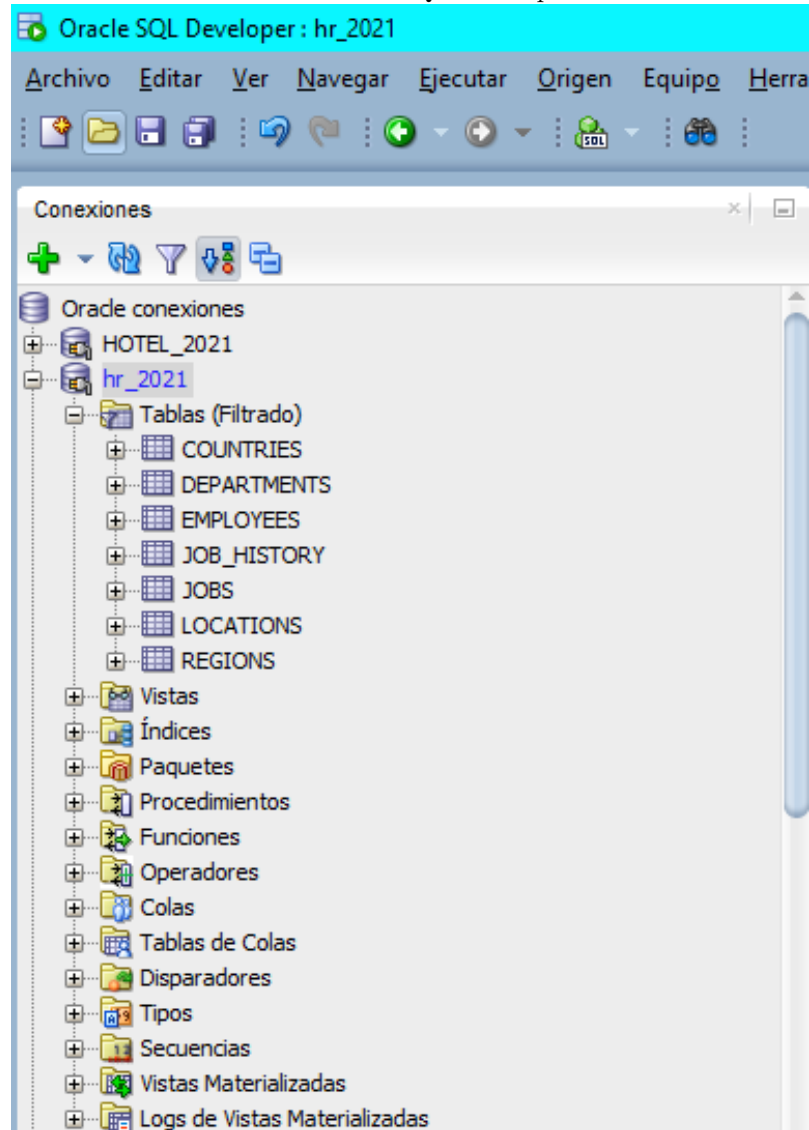 Oracle SQL Developer : hr_2021
Archivo Editar Ver Navegar Ejecutar Origen Equipo Herra
SQL
Conexiones
Oracle conexiones
HOTEL_2021
hr_2021
Tablas (Filtrado)
COUNTRIES
DEPARTMENTS
EMPLOYEES
JOB_HISTORY
JOBS
LOCATIONS
REGIONS
Vistas
Índices
Paquetes
Procedimientos
Funciones
Operadores
Colas
Tablas de Colas
Disparadores
Tipos
Secuencias
Vistas Materializadas
Logs de Vistas Materializadas